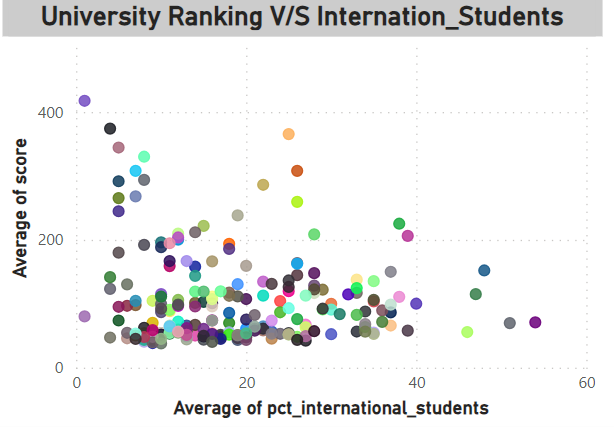 University Ranking V/S Internation_Students
400
200
0
0 20 40 60
Average of score
Average of pct_international_students